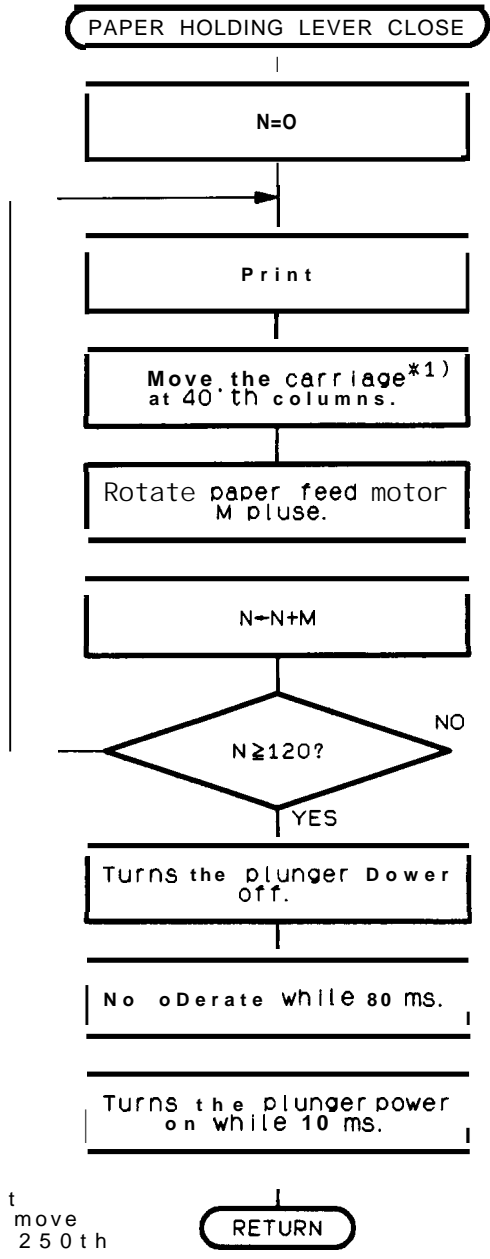 PAPER HOLDING LEVER CLOSE
N=O
Print
Move the carriage*1)
at 40'th columns.
Rotate paper feed motor
M pluse.
N←N+M
N≧120?
NO
YES
Turns the plunger Dower
off.
No oDerate while 80 ms.
Turns the plunger power
on while 10 ms.
t
move
250th
RETURN